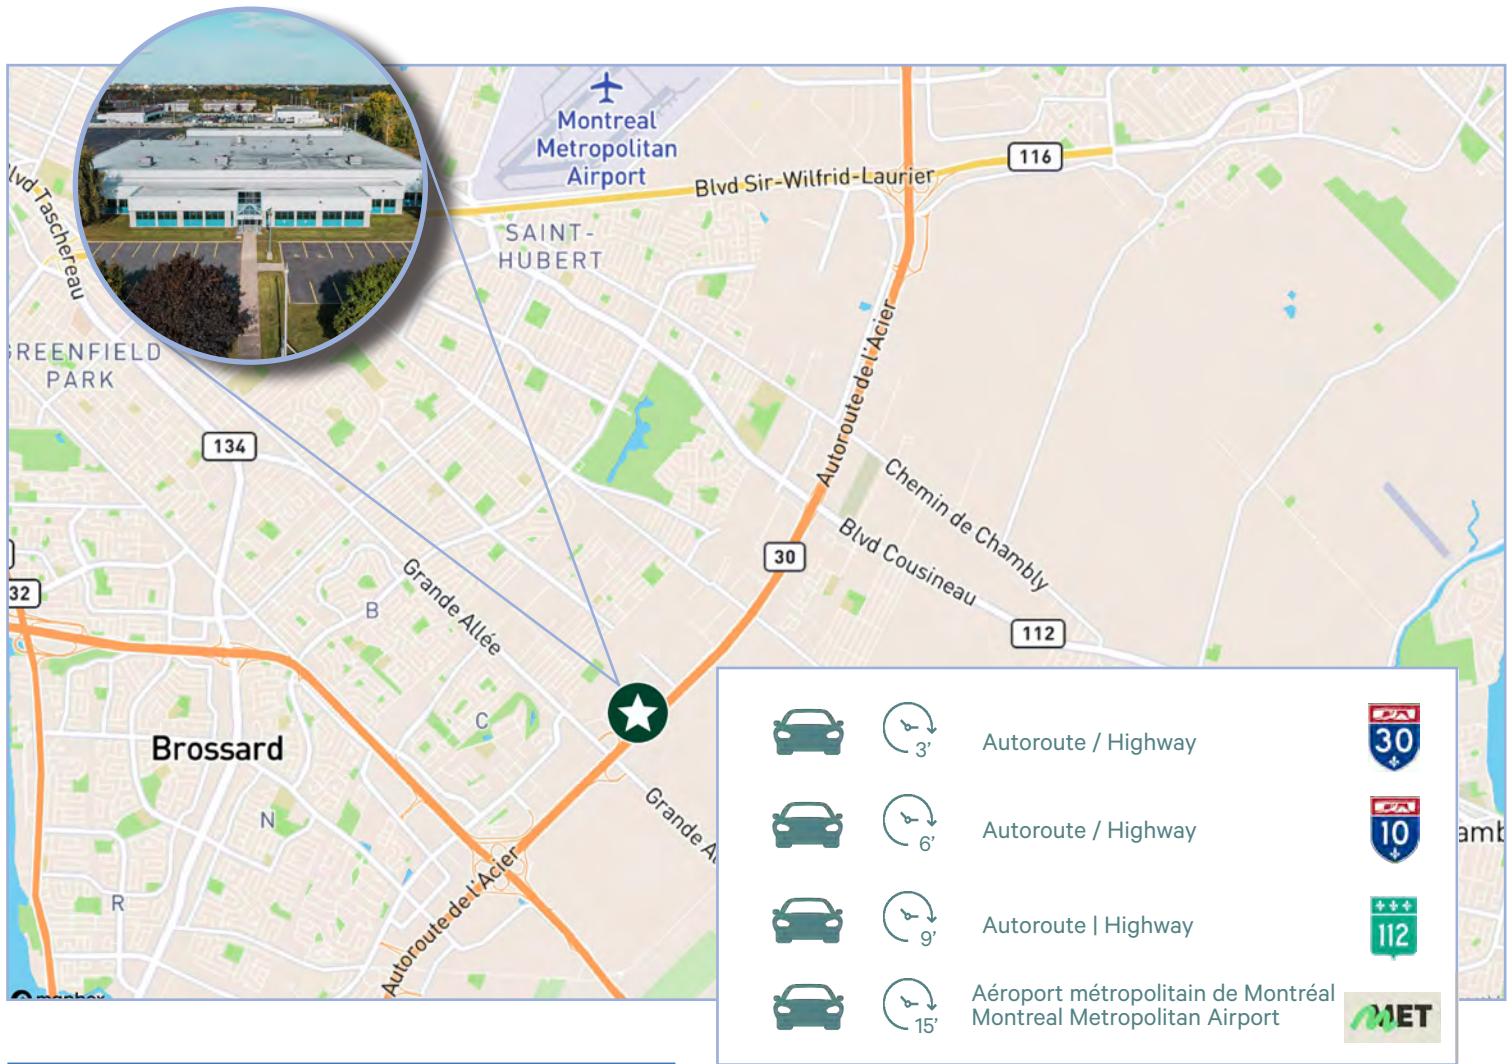 Montreal
Metropolitan
Airport
116
Blvd Sir-Wilfrid-Laurier
lvd Taschereau
SAINT-
HUBERT
REENFIELD
PARK
Autoroute de l'Acier
134
Chemin de Chambly
Blvd Cousineau
30
Grande Allée
32
B
112
C
Brossard
N
Grande A
R
Autoroute de l'Acier
amb
mapbox
3' Autoroute / Highway 30
6' Autoroute / Highway 10
9' Autoroute | Highway 112
15' Aéroport métropolitain de Montréal
Montreal Metropolitan Airport
MET